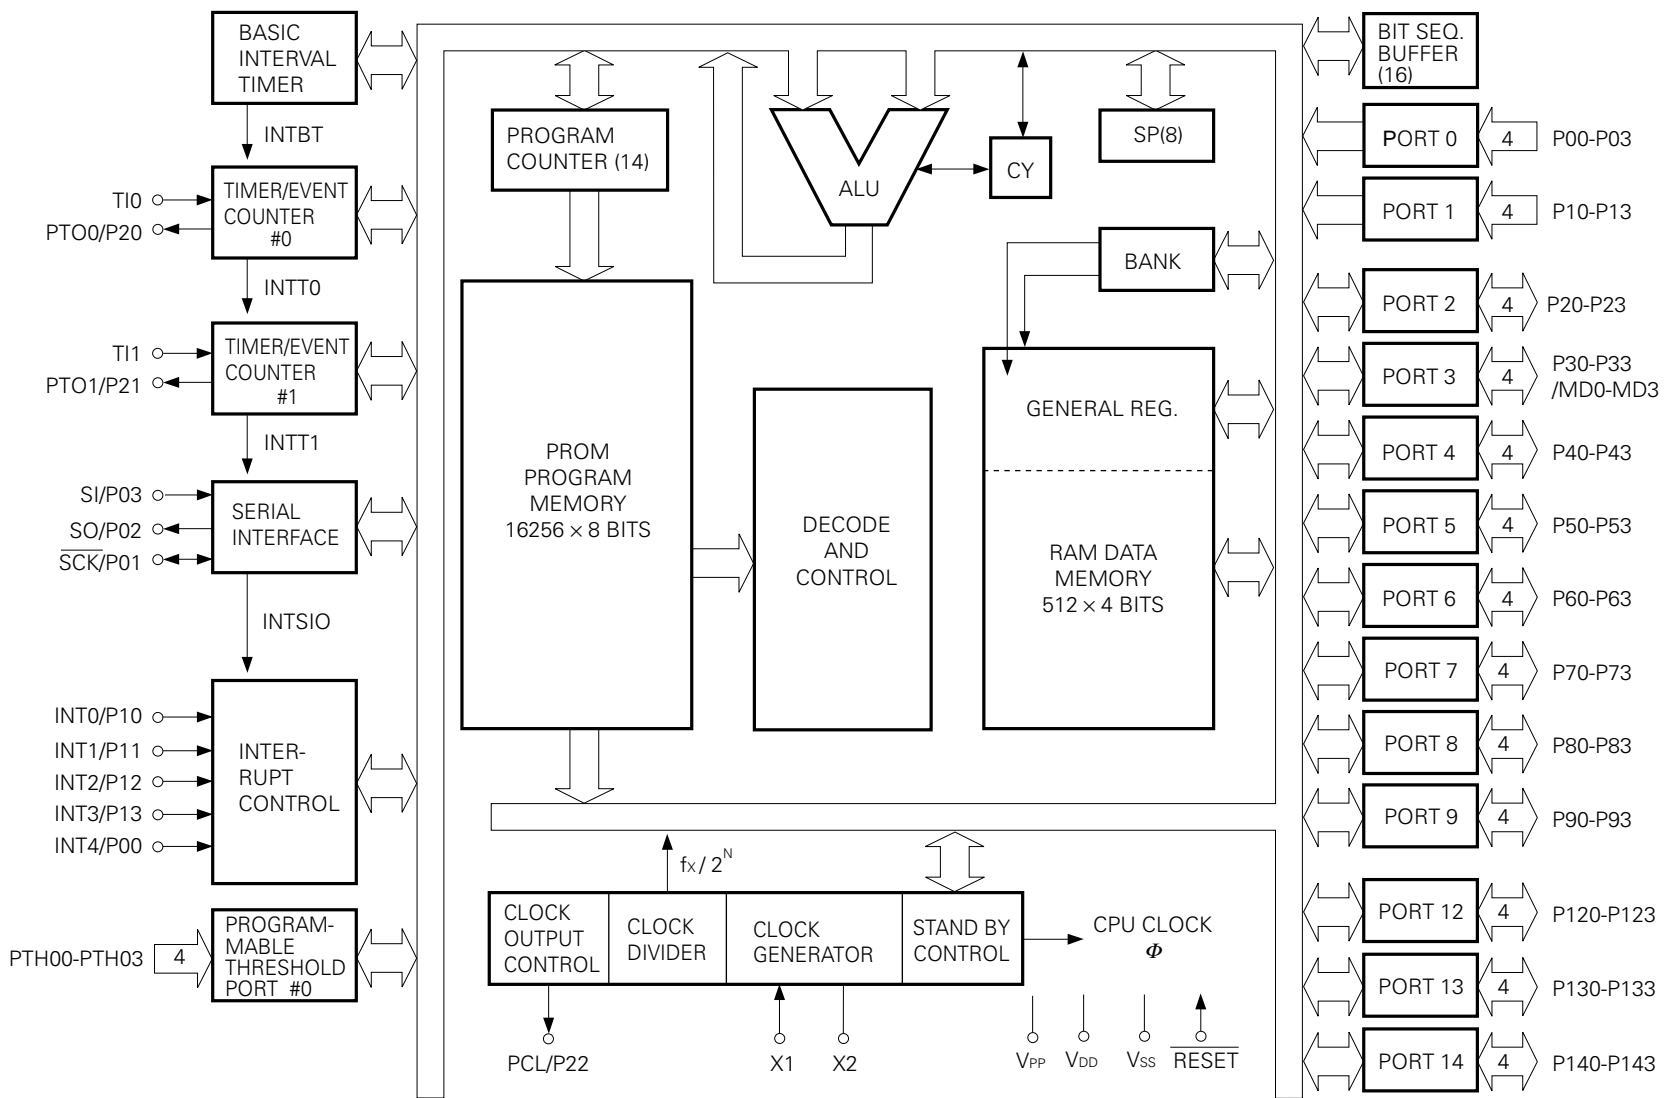 BASIC
INTERVAL
TIMER
INTBT
TI0
PTO0/P20
TIMER/EVENT
COUNTER
#0
INTT0
TI1
PTO1/P21
TIMER/EVENT
COUNTER
#1
INTT1
SI/P03
SO/P02
SCK/P01
SERIAL
INTERFACE
INTSIO
INT0/P10
INT1/P11
INT2/P12
INT3/P13
INT4/P00
INTER-
RUPT
CONTROL
PTH00-PTH03
4
PROGRAM-
MABLE
THRESHOLD
PORT #0
PROGRAM
COUNTER (14)
ALU
CY
SP(8)
BANK
PROM
PROGRAM
MEMORY
16256 × 8 BITS
DECODE
AND
CONTROL
GENERAL REG.
RAM DATA
MEMORY
512 × 4 BITS
fX / 2^N
CLOCK
OUTPUT
CONTROL
CLOCK
DIVIDER
CLOCK
GENERATOR
STAND BY
CONTROL
CPU CLOCK
Φ
PCL/P22
X1
X2
VPP
VDD
VSS
RESET
BIT SEQ.
BUFFER
(16)
PORT 0
4
P00-P03
PORT 1
4
P10-P13
PORT 2
4
P20-P23
PORT 3
4
P30-P33
/MD0-MD3
PORT 4
4
P40-P43
PORT 5
4
P50-P53
PORT 6
4
P60-P63
PORT 7
4
P70-P73
PORT 8
4
P80-P83
PORT 9
4
P90-P93
PORT 12
4
P120-P123
PORT 13
4
P130-P133
PORT 14
4
P140-P143